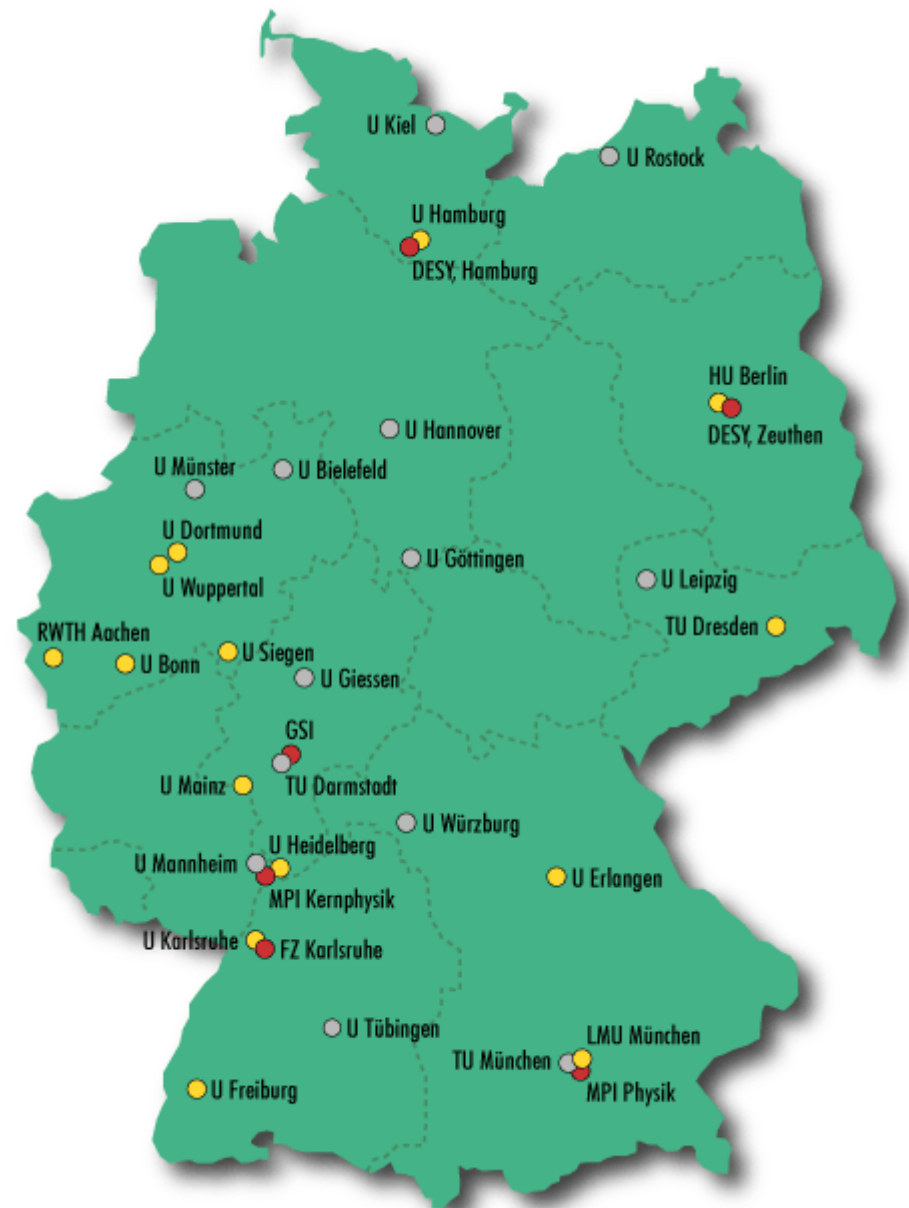 U Kiel
U Rostock
U Hamburg
DESY, Hamburg
HU Berlin
DESY, Zeuthen
U Hannover
U Münster
U Bielefeld
U Dortmund
U Wuppertal
U Göttingen
U Leipzig
TU Dresden
RWTH Aachen
U Bonn
U Siegen
U Giessen
GSI
TU Darmstadt
U Mainz
U Würzburg
U Heidelberg
U Mannheim
MPI Kernphysik
U Erlangen
U Karlsruhe
FZ Karlsruhe
U Tübingen
LMU München
TU München
MPI Physik
U Freiburg